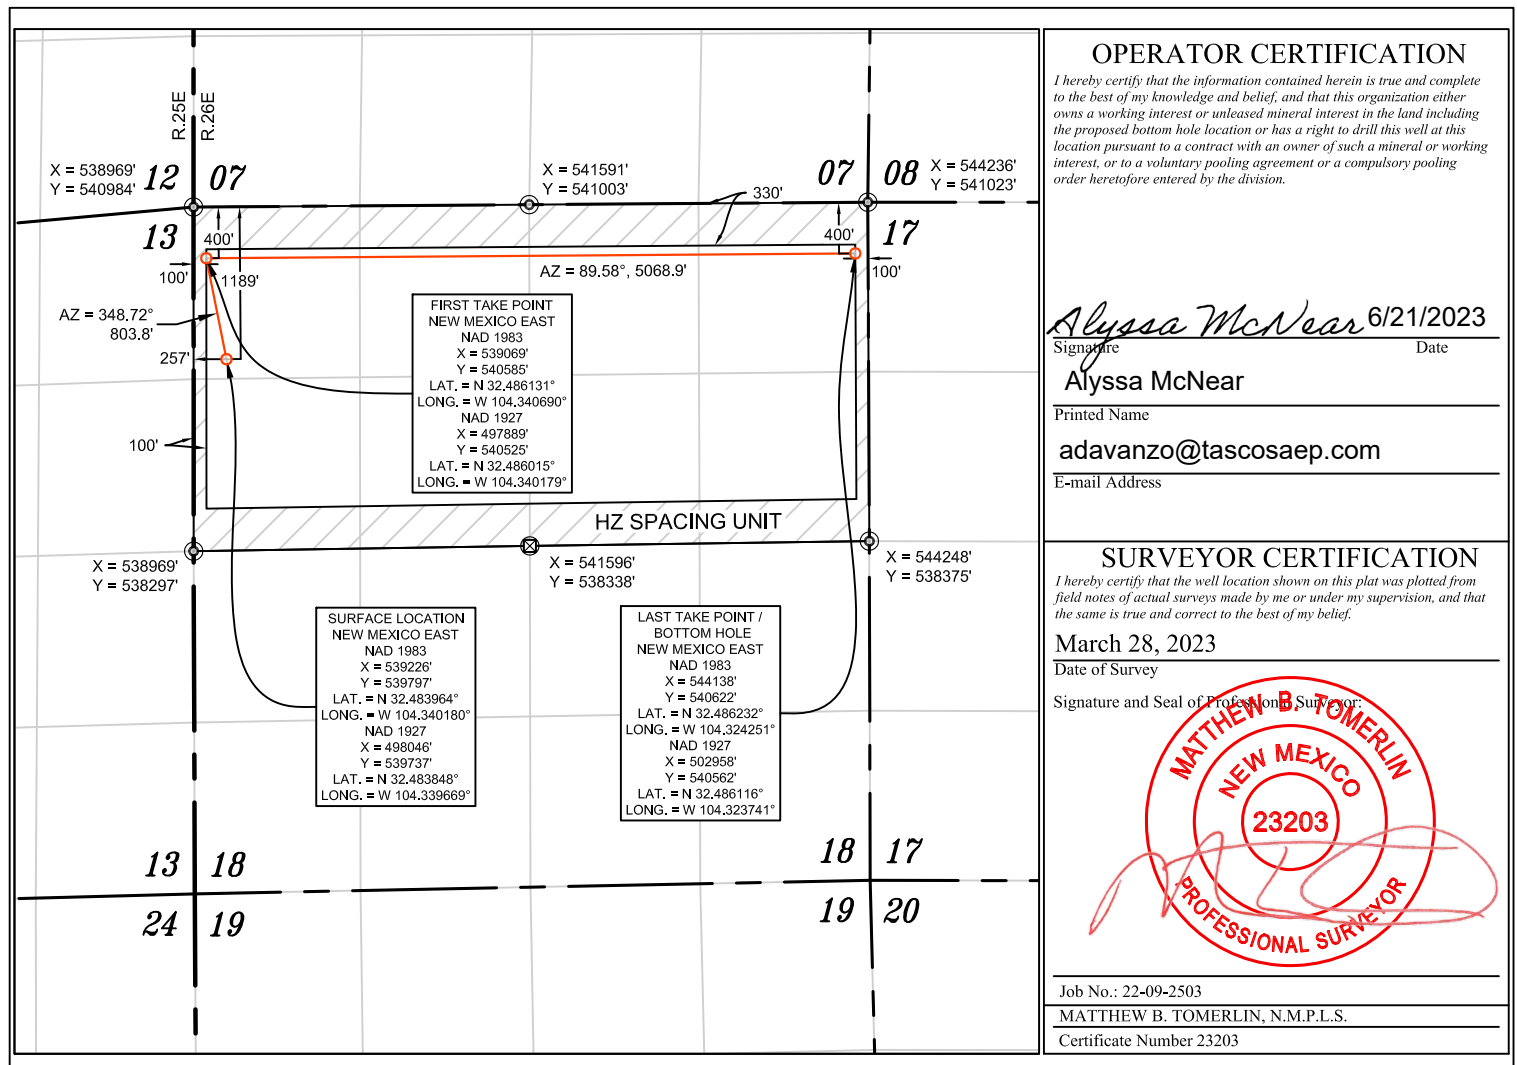 R.25E
R.26E
X = 538969'
Y = 540984'
12 07
X = 541591'
Y = 541003'
07 08
X = 544236'
Y = 541023'
330'
13
17
400'
400'
100'
1189'
100'
AZ = 89.58°, 5068.9'
AZ = 348.72°
803.8'
257'
100'
FIRST TAKE POINT
NEW MEXICO EAST
NAD 1983
X = 539069'
Y = 540585'
LAT. = N 32.486131°
LONG. = W 104.340690°
NAD 1927
X = 497889'
Y = 540525'
LAT. = N 32.486015°
LONG. = W 104.340179°
HZ SPACING UNIT
X = 538969'
Y = 538297'
X = 541596'
Y = 538338'
X = 544248'
Y = 538375'
SURFACE LOCATION
NEW MEXICO EAST
NAD 1983
X = 539226'
Y = 539797'
LAT. = N 32.483964°
LONG. = W 104.340180°
NAD 1927
X = 498046'
Y = 539737'
LAT. = N 32.483848°
LONG. = W 104.339669°
LAST TAKE POINT /
BOTTOM HOLE
NEW MEXICO EAST
NAD 1983
X = 544138'
Y = 540622'
LAT. = N 32.486232°
LONG. = W 104.324251°
NAD 1927
X = 502958'
Y = 540562'
LAT. = N 32.486116°
LONG. = W 104.323741°
13 18
18 17
24 19
19 20
OPERATOR CERTIFICATION
I hereby certify that the information contained herein is true and complete
to the best of my knowledge and belief, and that this organization either
owns a working interest or unleased mineral interest in the land including
the proposed bottom hole location or has a right to drill this well at this
location pursuant to a contract with an owner of such a mineral or working
interest, or to a voluntary pooling agreement or a compulsory pooling
order heretofore entered by the division.
Alyssa McNear 6/21/2023
Signature Date
Alyssa McNear
Printed Name
adavanzo@tascosaep.com
E-mail Address
SURVEYOR CERTIFICATION
I hereby certify that the well location shown on this plat was plotted from
field notes of actual surveys made by me or under my supervision, and that
the same is true and correct to the best of my belief.
March 28, 2023
Date of Survey
Signature and Seal of Professional Surveyor:
MATTHEW B. TOMERLIN
NEW MEXICO
23203
PROFESSIONAL SURVEYOR
Job No.: 22-09-2503
MATTHEW B. TOMERLIN, N.M.P.L.S.
Certificate Number 23203